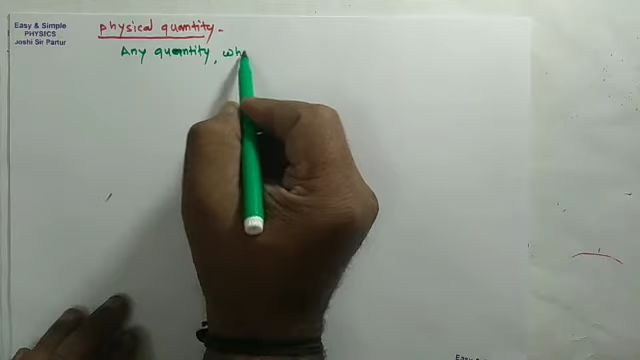 Easy & Simple
PHYSICS
Joshi Sir Partur
physical quantity-
Any quantity, wh